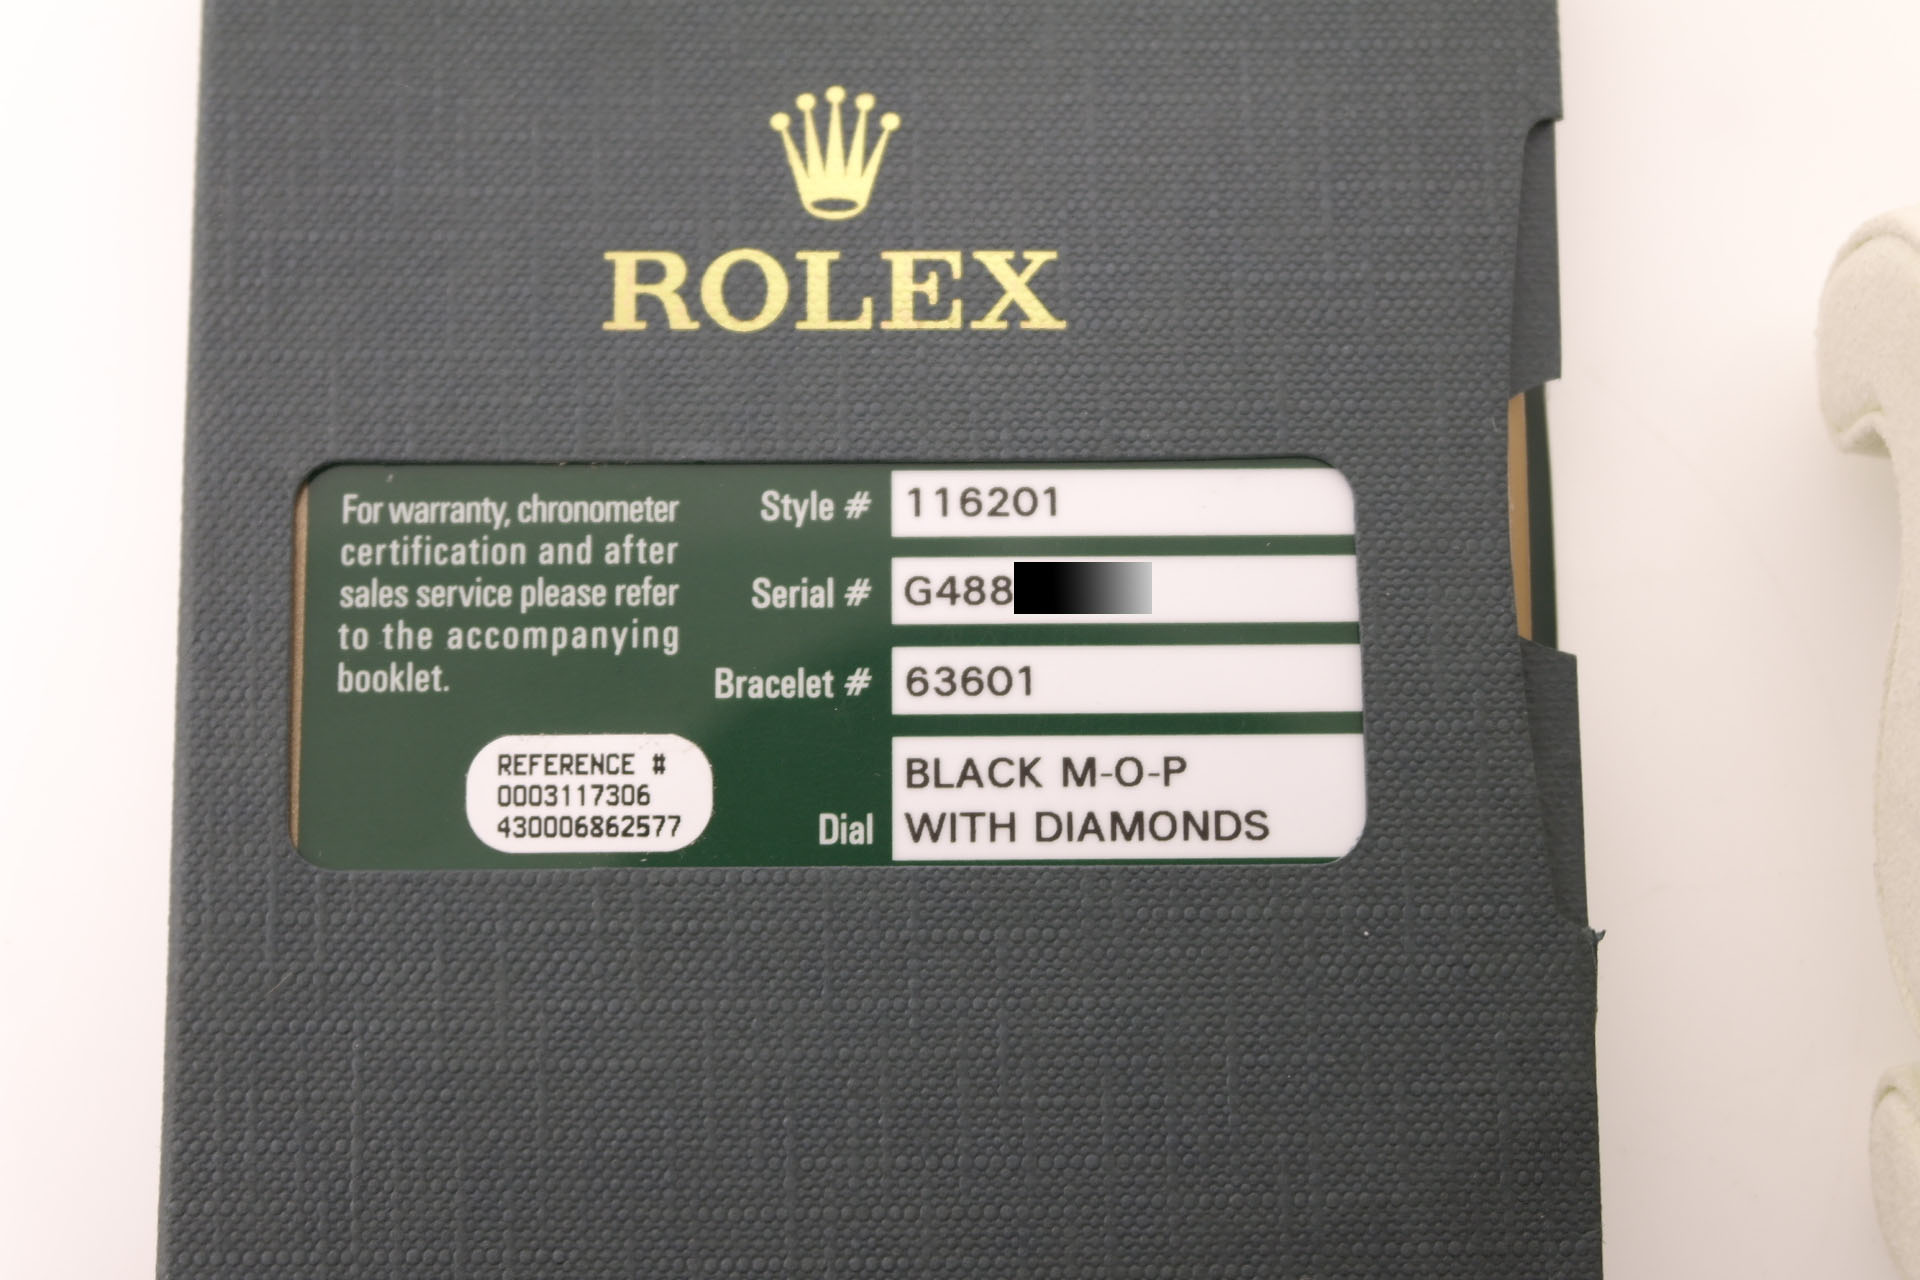 ROLEX
For warranty, chronometer
certification and after
sales service please refer
to the accompanying
booklet.
REFERENCE #
0003117306
430006862577
Style # 116201
Serial # G488
Bracelet # 63601
Dial BLACK M-O-P
WITH DIAMONDS